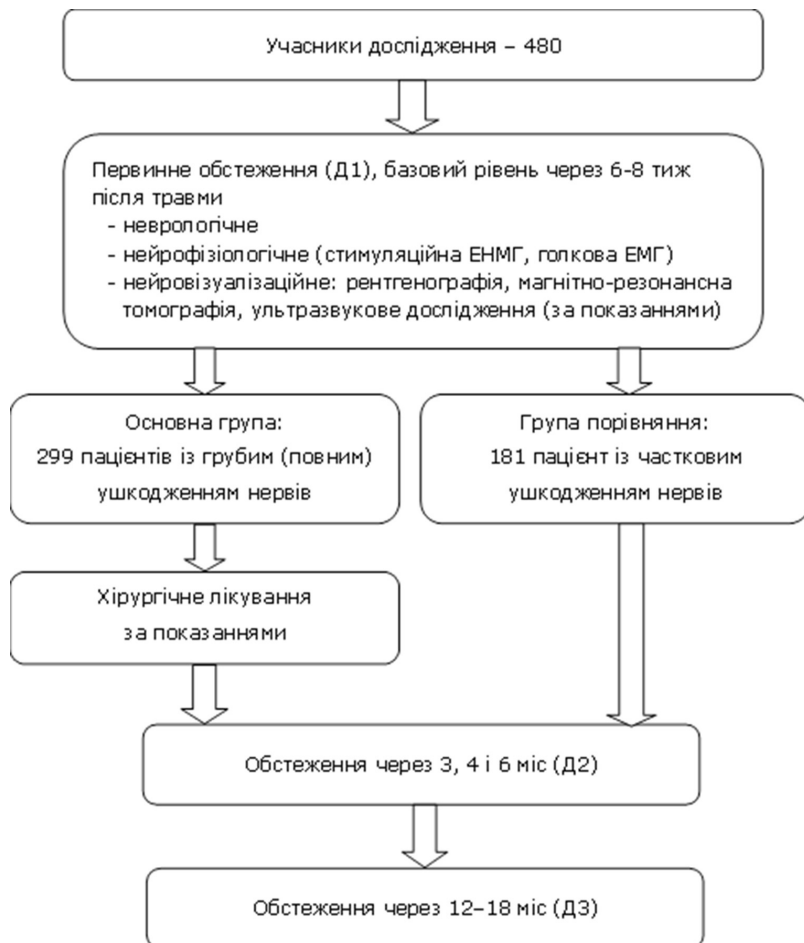 Учасники дослідження – 480
Первинне обстеження (Д1), базовий рівень через 6-8 тиж
після травми
- неврологічне
- нейрофізіологічне (стимуляційна ЕНМГ, голкова ЕМГ)
- нейровізуалізаційне: рентгенографія, магнітно-резонансна
томографія, ультразвукове дослідження (за показаннями)
Основна група:
299 пацієнтів із грубим (повним)
ушкодженням нервів
Група порівняння:
181 пацієнт із частковим
ушкодженням нервів
Хірургічне лікування
за показаннями
Обстеження через 3, 4 і 6 міс (Д2)
Обстеження через 12–18 міс (Д3)